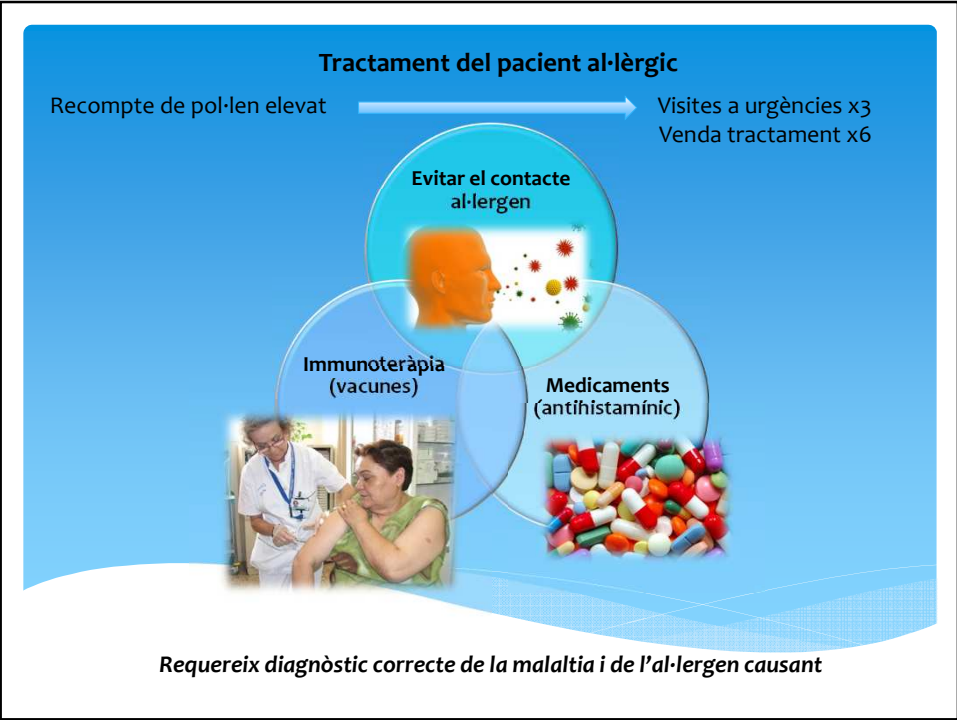 Tractament del pacient al·lèrgic
Recompte de pol·len elevat
Visites a urgències x3
Venda tractament x6
Evitar el contacte
al·lergen
Immunoteràpia
(vacunes)
Medicaments
(antihistamínic)
Requereix diagnòstic correcte de la malaltia i de l’al·lergen causant